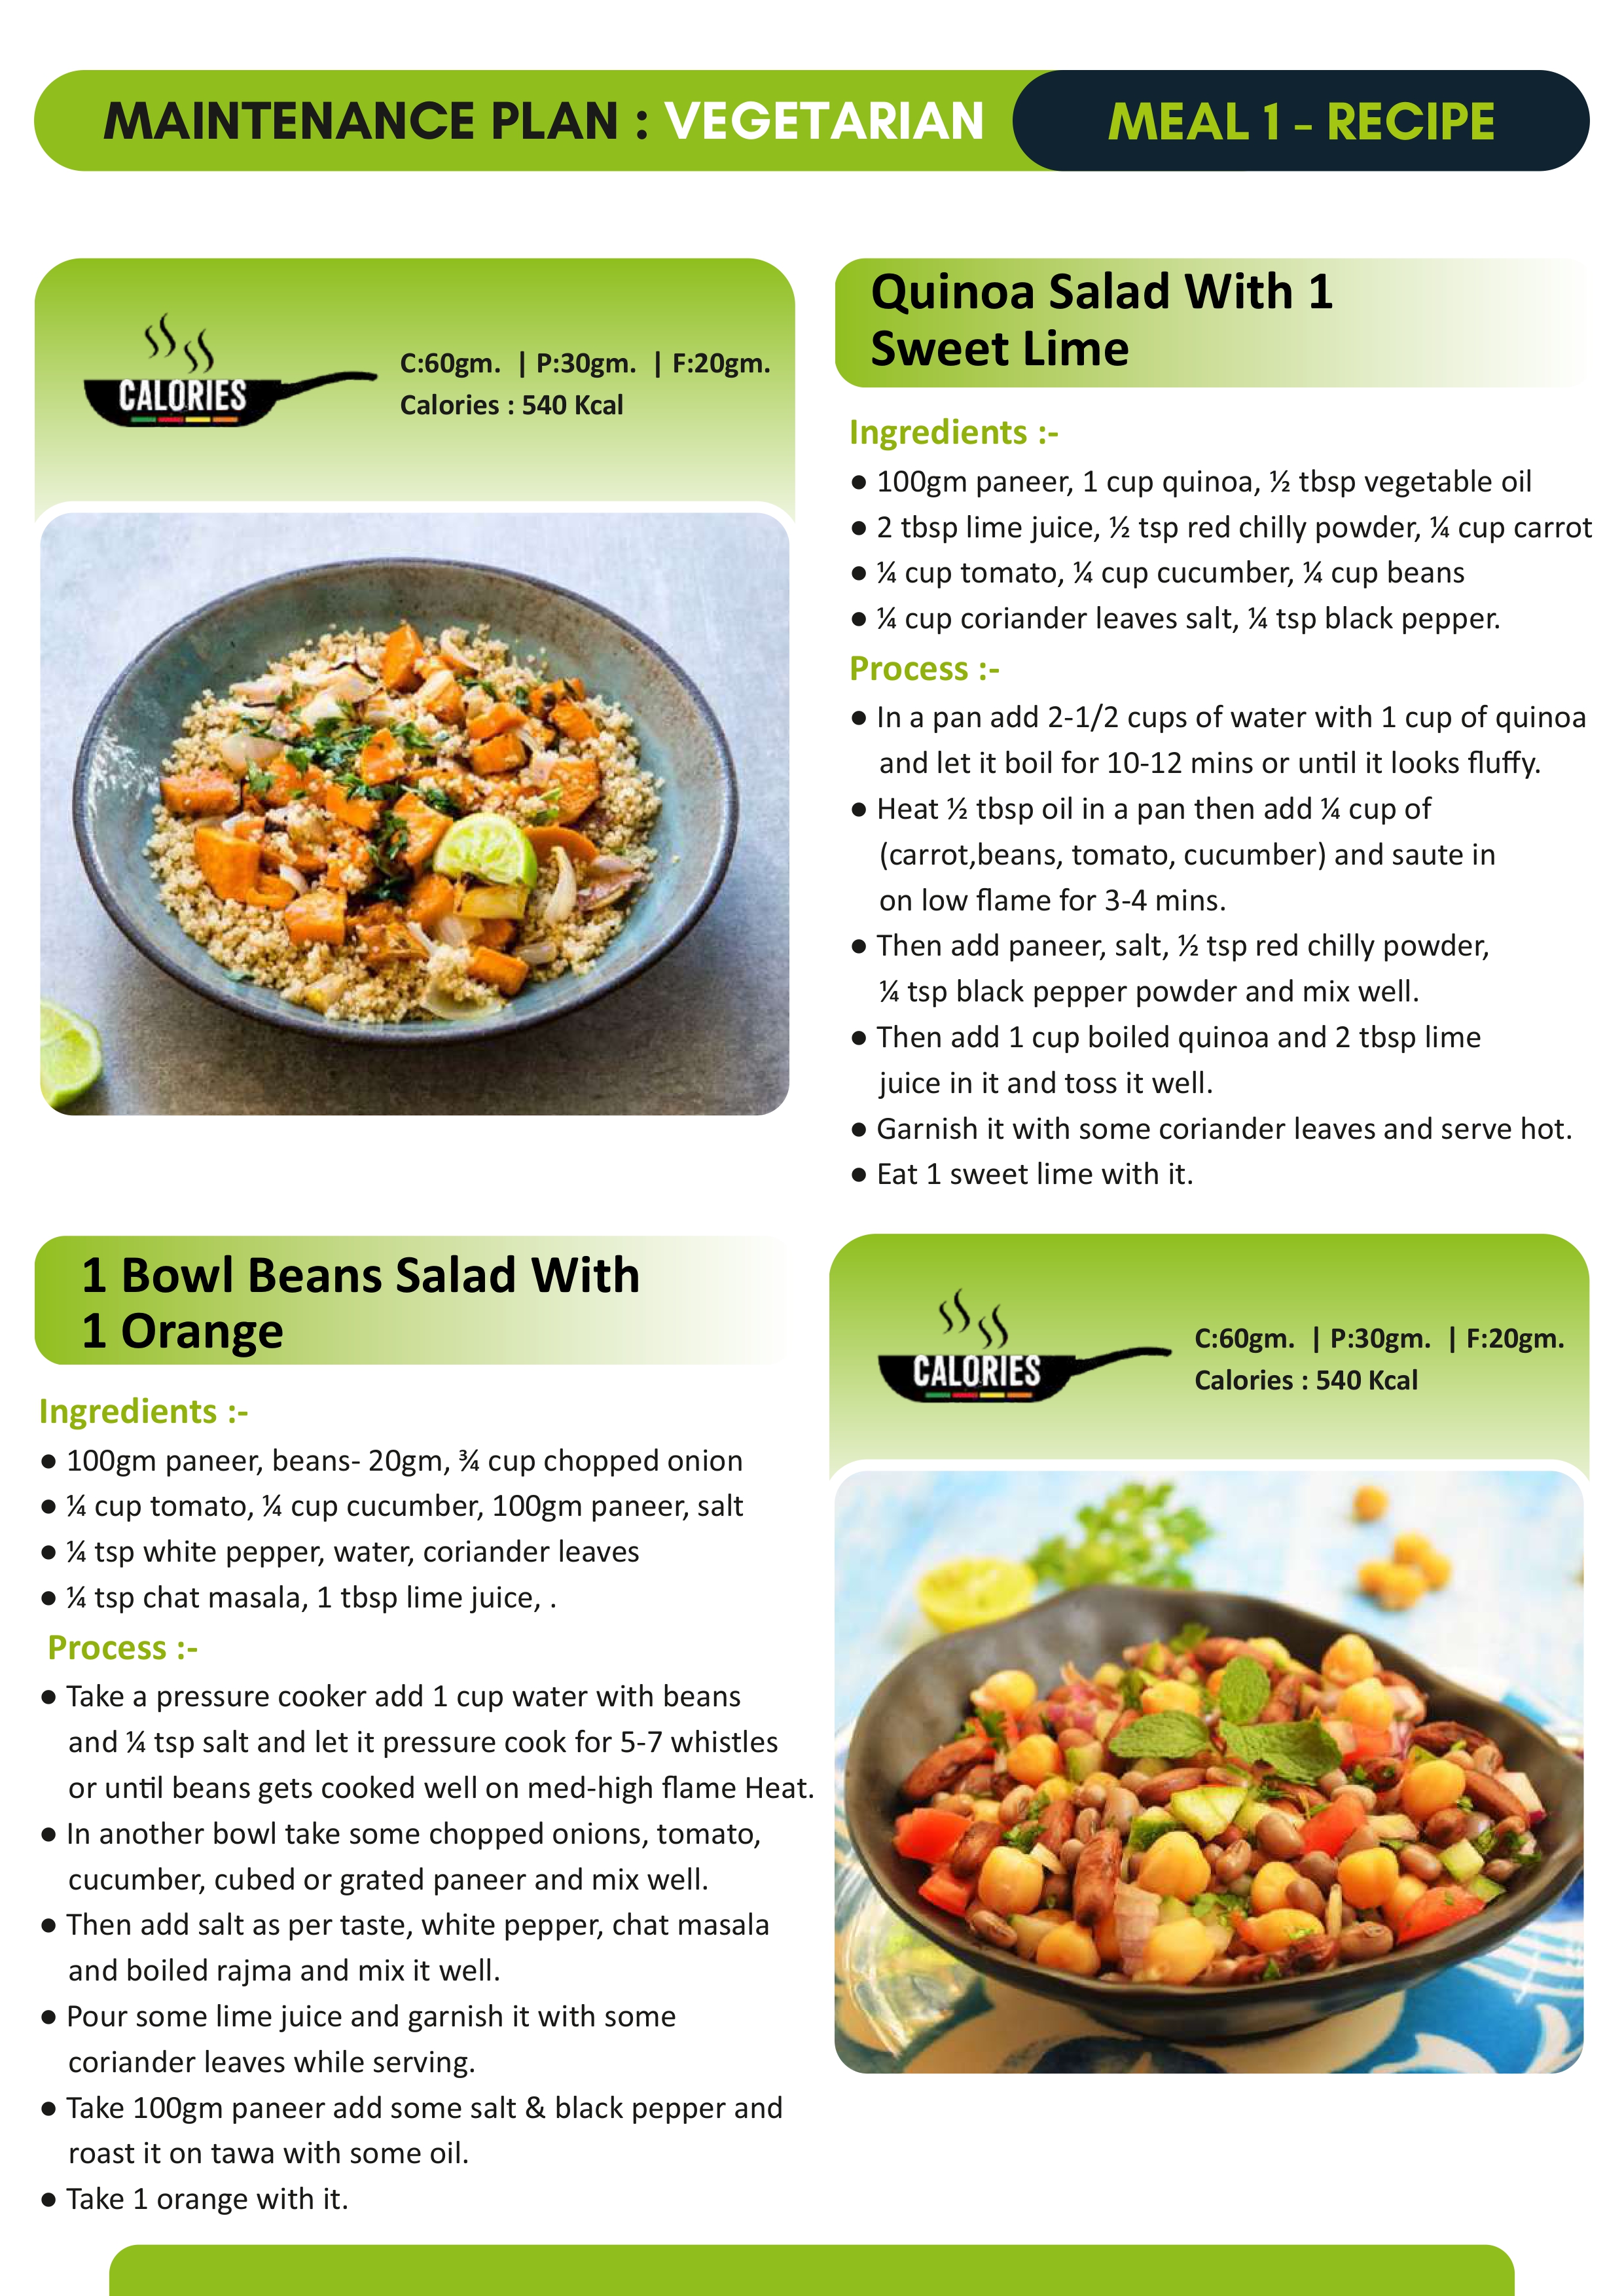 MAINTENANCE PLAN : VEGETARIAN
MEAL 1 - RECIPE
CALORIES
C:60gm. | P:30gm. | F:20gm.
Calories : 540 Kcal
Quinoa Salad With 1
Sweet Lime
Ingredients :-
● 100gm paneer, 1 cup quinoa, ½ tbsp vegetable oil
● 2 tbsp lime juice, ½ tsp red chilly powder, ¼ cup carrot
● ¼ cup tomato, ¼ cup cucumber, ¼ cup beans
● ¼ cup coriander leaves salt, ¼ tsp black pepper.
Process :-
● In a pan add 2-1/2 cups of water with 1 cup of quinoa
and let it boil for 10-12 mins or until it looks fluffy.
● Heat ½ tbsp oil in a pan then add ¼ cup of
(carrot,beans, tomato, cucumber) and saute in
on low flame for 3-4 mins.
● Then add paneer, salt, ½ tsp red chilly powder,
¼ tsp black pepper powder and mix well.
● Then add 1 cup boiled quinoa and 2 tbsp lime
juice in it and toss it well.
● Garnish it with some coriander leaves and serve hot.
● Eat 1 sweet lime with it.
1 Bowl Beans Salad With
1 Orange
Ingredients :-
● 100gm paneer, beans- 20gm, ¾ cup chopped onion
● ¼ cup tomato, ¼ cup cucumber, 100gm paneer, salt
● ¼ tsp white pepper, water, coriander leaves
● ¼ tsp chat masala, 1 tbsp lime juice, .
Process :-
● Take a pressure cooker add 1 cup water with beans
and ¼ tsp salt and let it pressure cook for 5-7 whistles
or until beans gets cooked well on med-high flame Heat.
● In another bowl take some chopped onions, tomato,
cucumber, cubed or grated paneer and mix well.
● Then add salt as per taste, white pepper, chat masala
and boiled rajma and mix it well.
● Pour some lime juice and garnish it with some
coriander leaves while serving.
● Take 100gm paneer add some salt & black pepper and
roast it on tawa with some oil.
● Take 1 orange with it.
CALORIES
C:60gm. | P:30gm. | F:20gm.
Calories : 540 Kcal